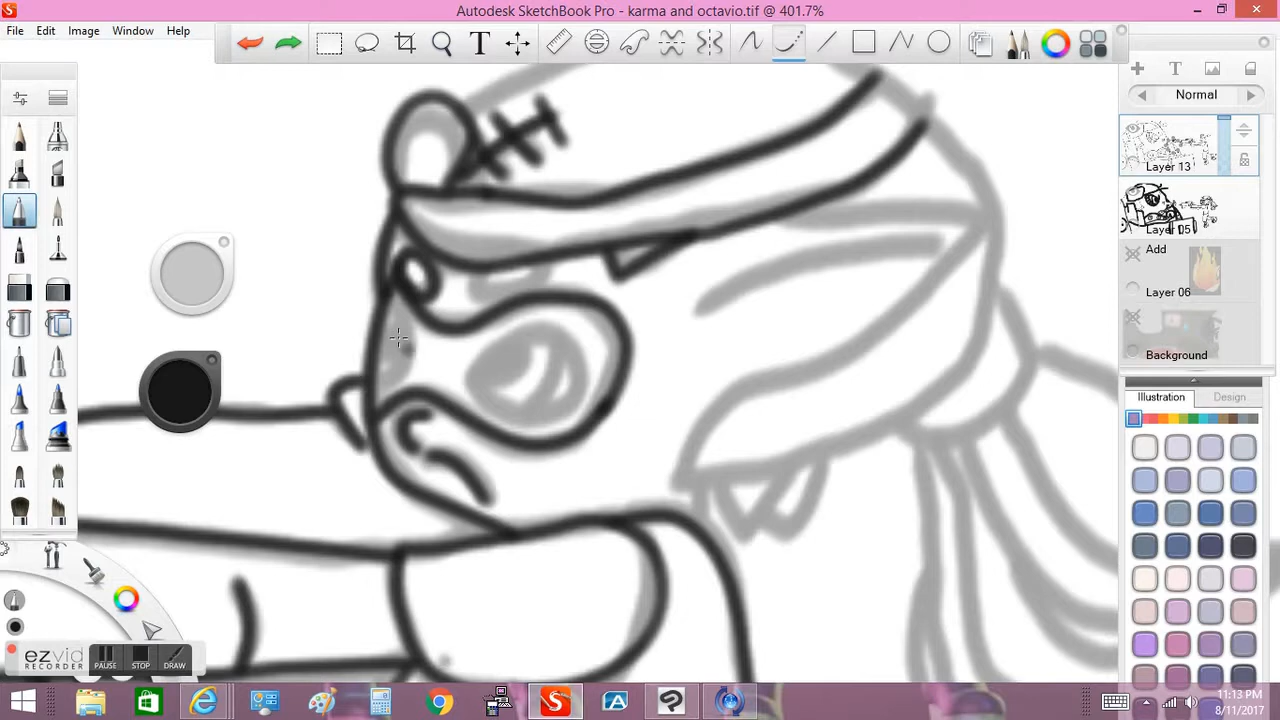 Autodesk SketchBook Pro - karma and octavio.tif @ 401.7%
File Edit Image Window Help
T
T
Normal
Layer 13
Layer 05
Add
Layer 06
Background
Illustration Design
ezvid
RECORDER
PAUSE STOP DRAW
11:13 PM
8/11/2017